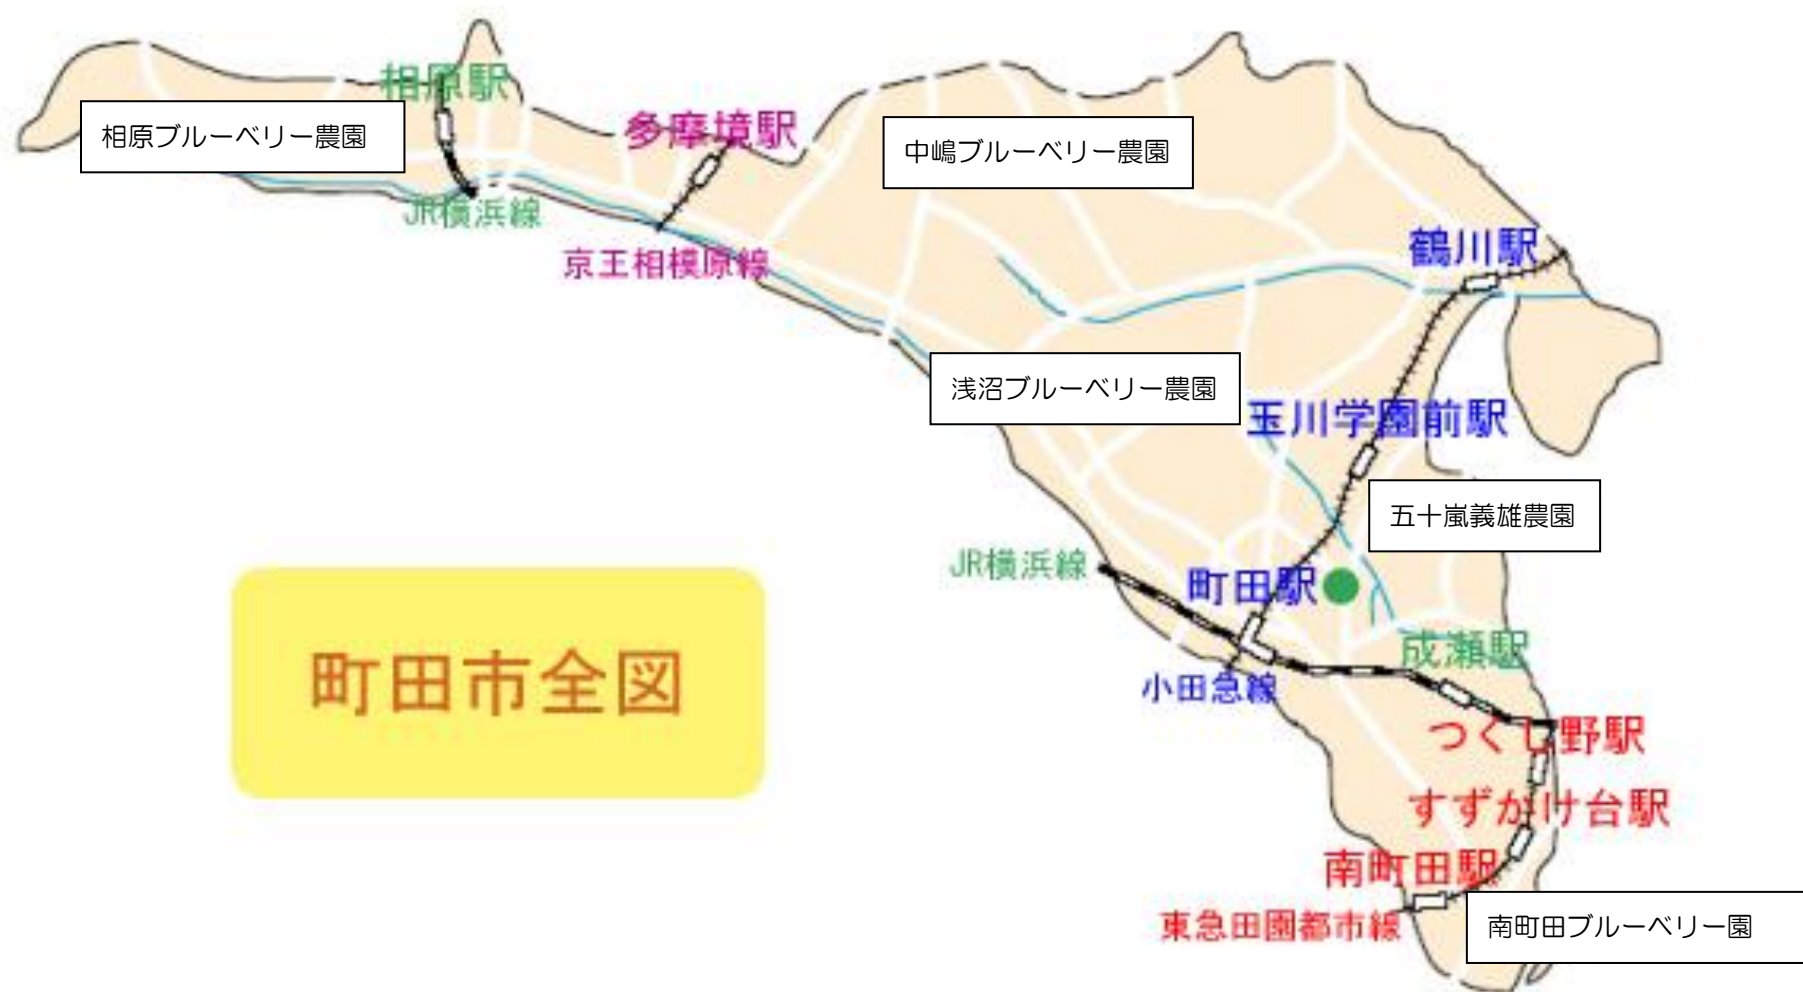 相原駅
相原ブルーベリー農園
多摩境駅
中嶋ブルーベリー農園
JR横浜線
京王相模原線
鶴川駅
浅沼ブルーベリー農園
玉川学園前駅
五十嵐義雄農園
JR横浜線
町田駅
成瀬駅
町田市全図
小田急線
つくし野駅
すずかけ台駅
南町田駅
東急田園都市線
南町田ブルーベリー園